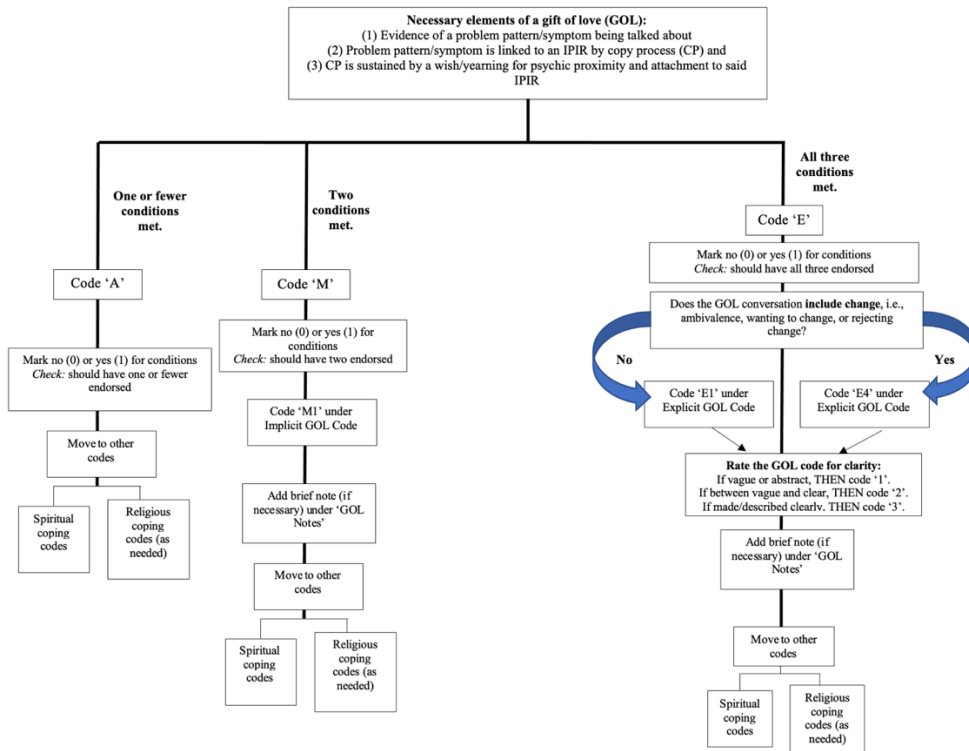 Necessary elements of a gift of love (GOL):
(1) Evidence of a problem pattern/symptom being talked about
(2) Problem pattern/symptom is linked to an IPIR by copy process (CP) and
(3) CP is sustained by a wish/yearning for psychic proximity and attachment to said
IPIR
One or fewer
conditions
met.
Code ‘A’
Mark no (0) or yes (1) for conditions
Check: should have one or fewer
endorsed
Move to other
codes
Spiritual
coping
codes
Religious
coping
codes (as
needed)
Two
conditions
met.
Code ‘M’
Mark no (0) or yes (1) for
conditions
Check: should have two endorsed
Code ‘M1’ under
Implicit GOL Code
Add brief note (if
necessary) under ‘GOL
Notes’
Move to other
codes
Spiritual
coping
codes
Religious
coping
codes (as
needed)
All three
conditions
met.
Code ‘E’
Mark no (0) or yes (1) for conditions
Check: should have all three endorsed
Does the GOL conversation include change, i.e.,
ambivalence, wanting to change, or rejecting
change?
No
Yes
Code ‘E1’ under
Explicit GOL Code
Code ‘E4’ under
Explicit GOL Code
Rate the GOL code for clarity:
If vague or abstract, THEN code ‘1’.
If between vague and clear, THEN code ‘2’.
If made/described clearly. THEN code ‘3’.
Add brief note (if
necessary) under ‘GOL
Notes’
Move to other
codes
Spiritual
coping
codes
Religious
coping
codes (as
needed)